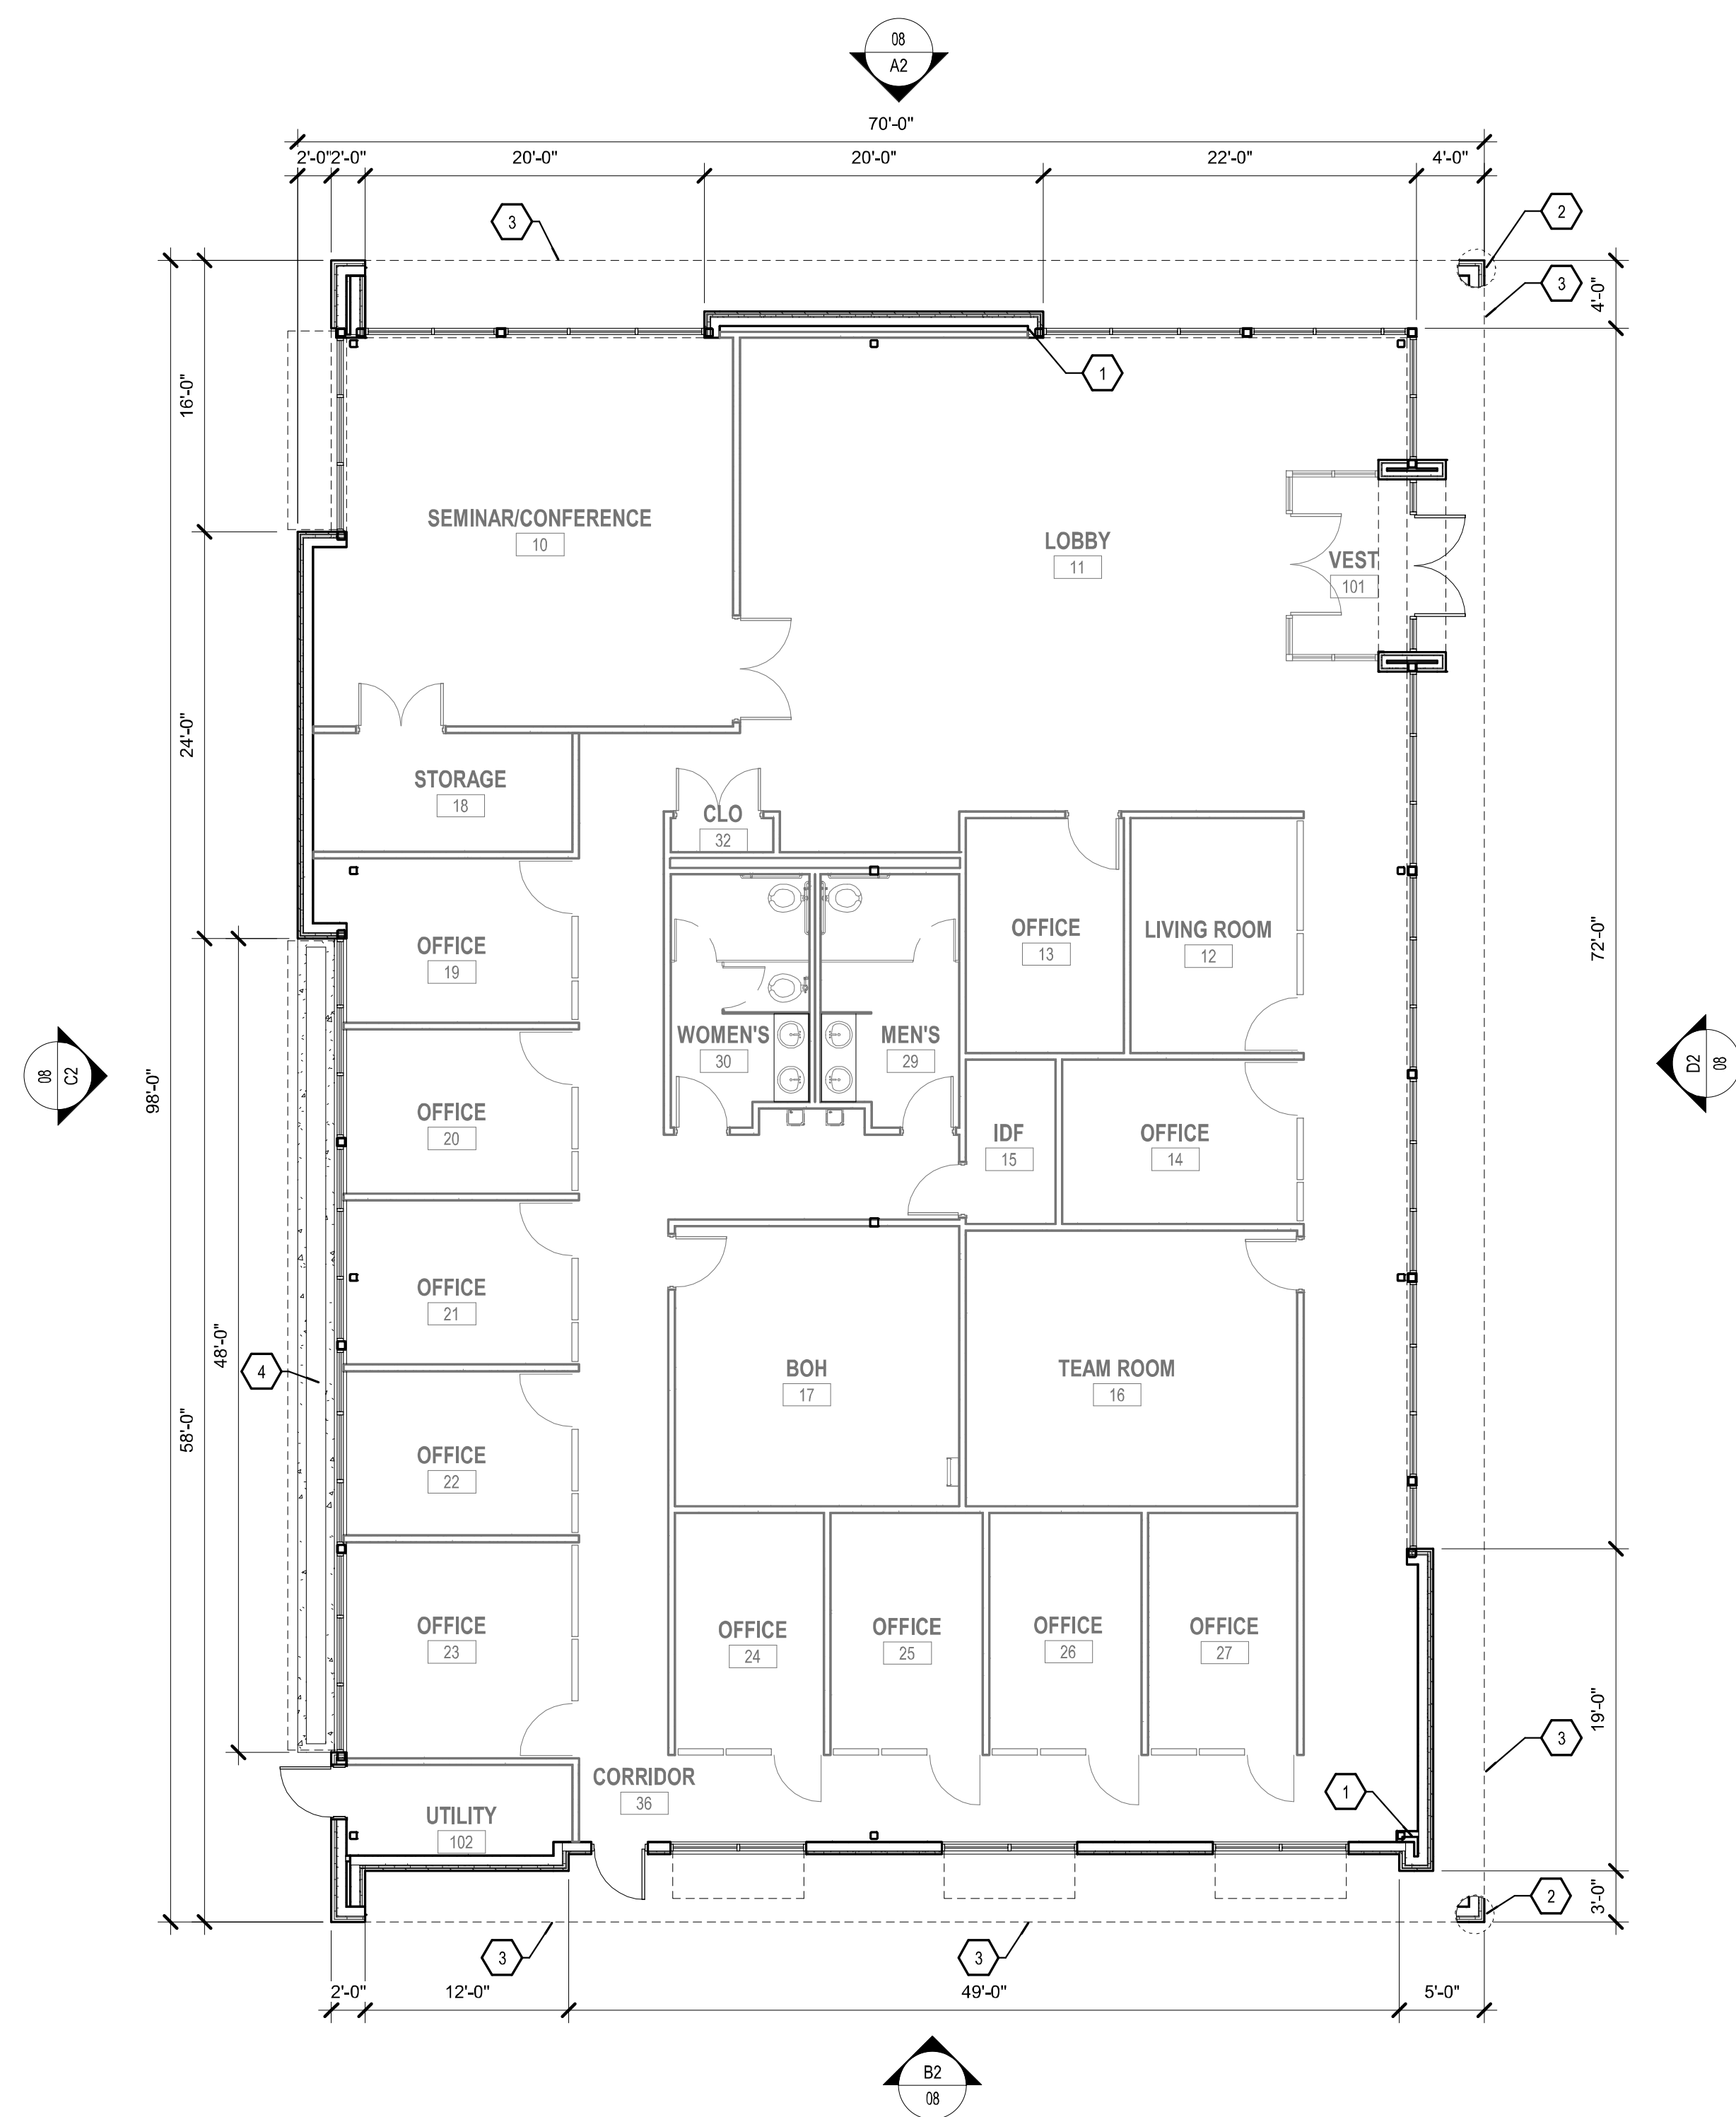 08
A2
70'-0"
2'-0" 2'-0" 20'-0" 20'-0" 22'-0" 4'-0"
3
2
3
4'-0"
16'-0"
1
SEMINAR/CONFERENCE
10
LOBBY
11
VEST
101
24'-0"
STORAGE
18
CLO
32
OFFICE
19
OFFICE
13
LIVING ROOM
12
72'-0"
WOMEN'S
30
MEN'S
29
08
C2
98'-0"
D2
08
OFFICE
20
IDF
15
OFFICE
14
OFFICE
21
48'-0"
4
BOH
17
TEAM ROOM
16
58'-0"
OFFICE
22
OFFICE
23
OFFICE
24
OFFICE
25
OFFICE
26
OFFICE
27
19'-0"
3
CORRIDOR
36
1
UTILITY
102
2
3'-0"
3
3
2'-0" 12'-0" 49'-0" 5'-0"
B2
08